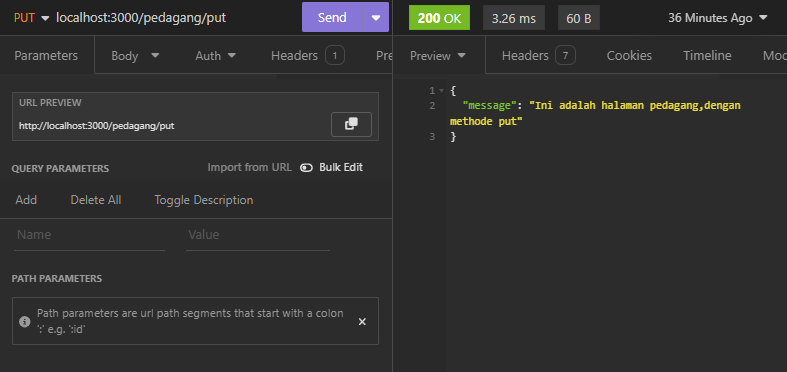 PUT localhost:3000/pedagang/put Send
200 OK 3.26 ms 60 B 36 Minutes Ago
Parameters Body Auth Headers 1 Pre
Preview Headers 7 Cookies Timeline Moc
URL PREVIEW
http://localhost:3000/pedagang/put
QUERY PARAMETERS Import from URL Bulk Edit
Add Delete All Toggle Description
Name Value
PATH PARAMETERS
Path parameters are url path segments that start with a colon
':' e.g. ':id'
1 {
2 "message": "Ini adalah halaman pedagang,dengan
methode put"
3 }